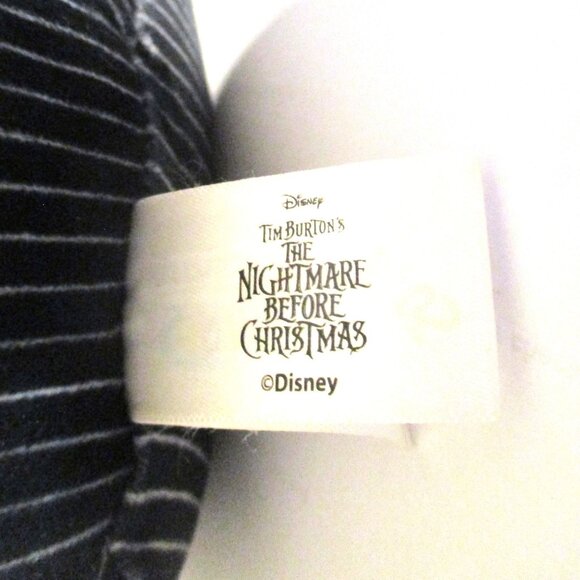 Disney
Tim Burton's
The
Nightmare
Before
Christmas
©Disney